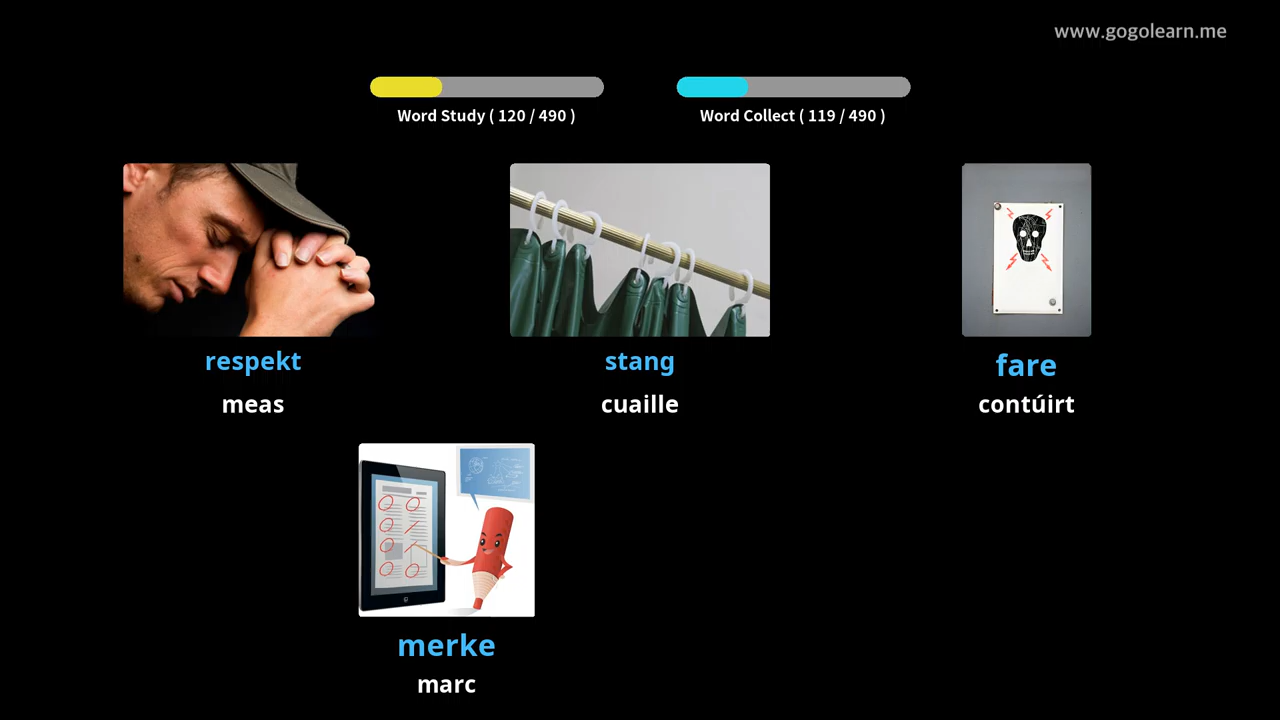 www.gogolearn.me
Word Study ( 120 / 490 )
Word Collect ( 119 / 490 )
respekt
stang
fare
meas
cuaille
contúirt
merke
marc